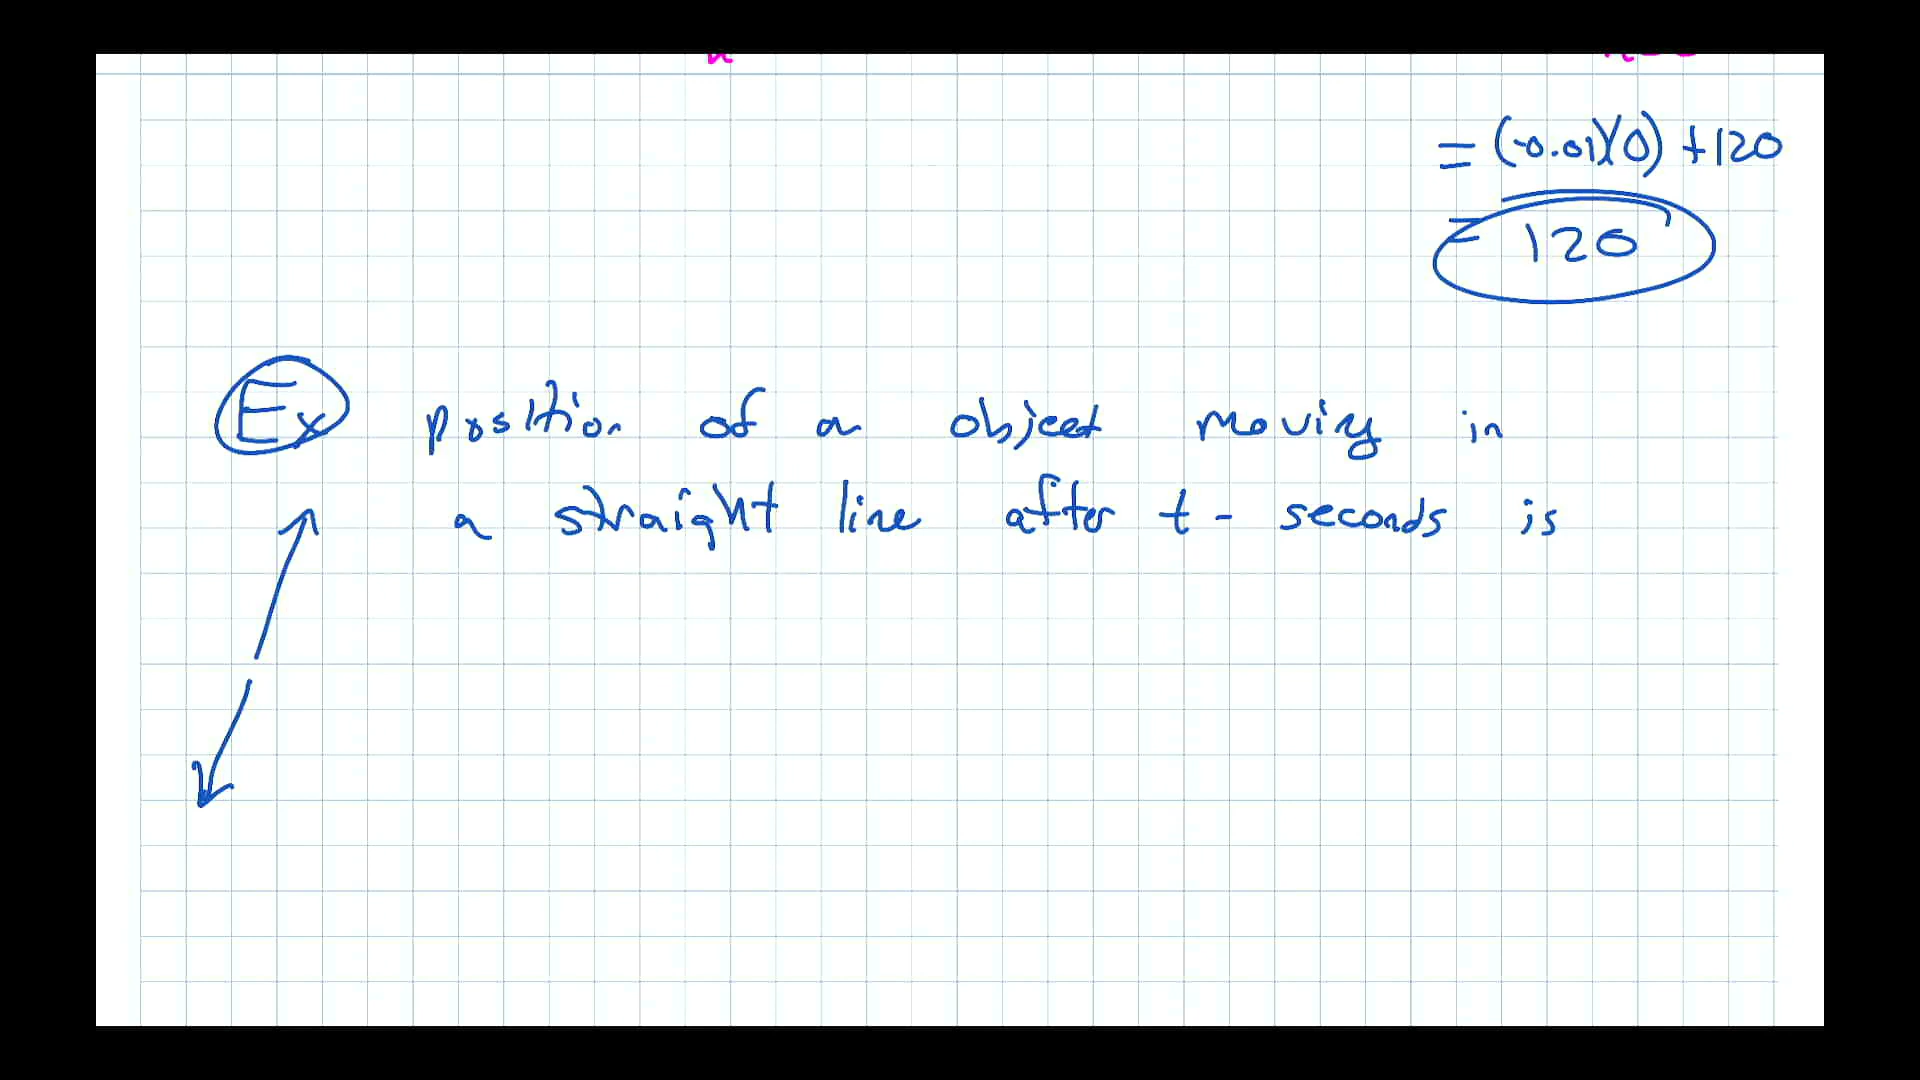 = (-0.01)(0) + 120
= 120
Ex position of a object moving in
a straight line after t - seconds is